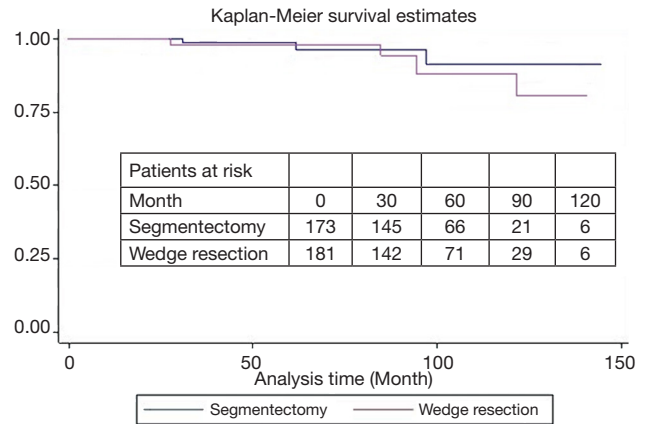 Kaplan-Meier survival estimates
1.00
0.75
0.50
0.25
0.00
Patients at risk
Month 0 30 60 90 120
Segmentectomy 173 145 66 21 6
Wedge resection 181 142 71 29 6
0 50 100 150
Analysis time (Month)
Segmentectomy Wedge resection